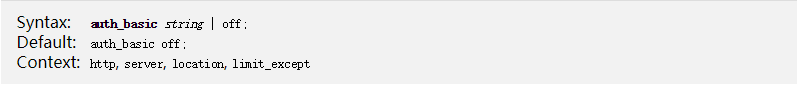 Syntax: auth_basic string | off;
Default: auth_basic off;
Context: http, server, location, limit_except